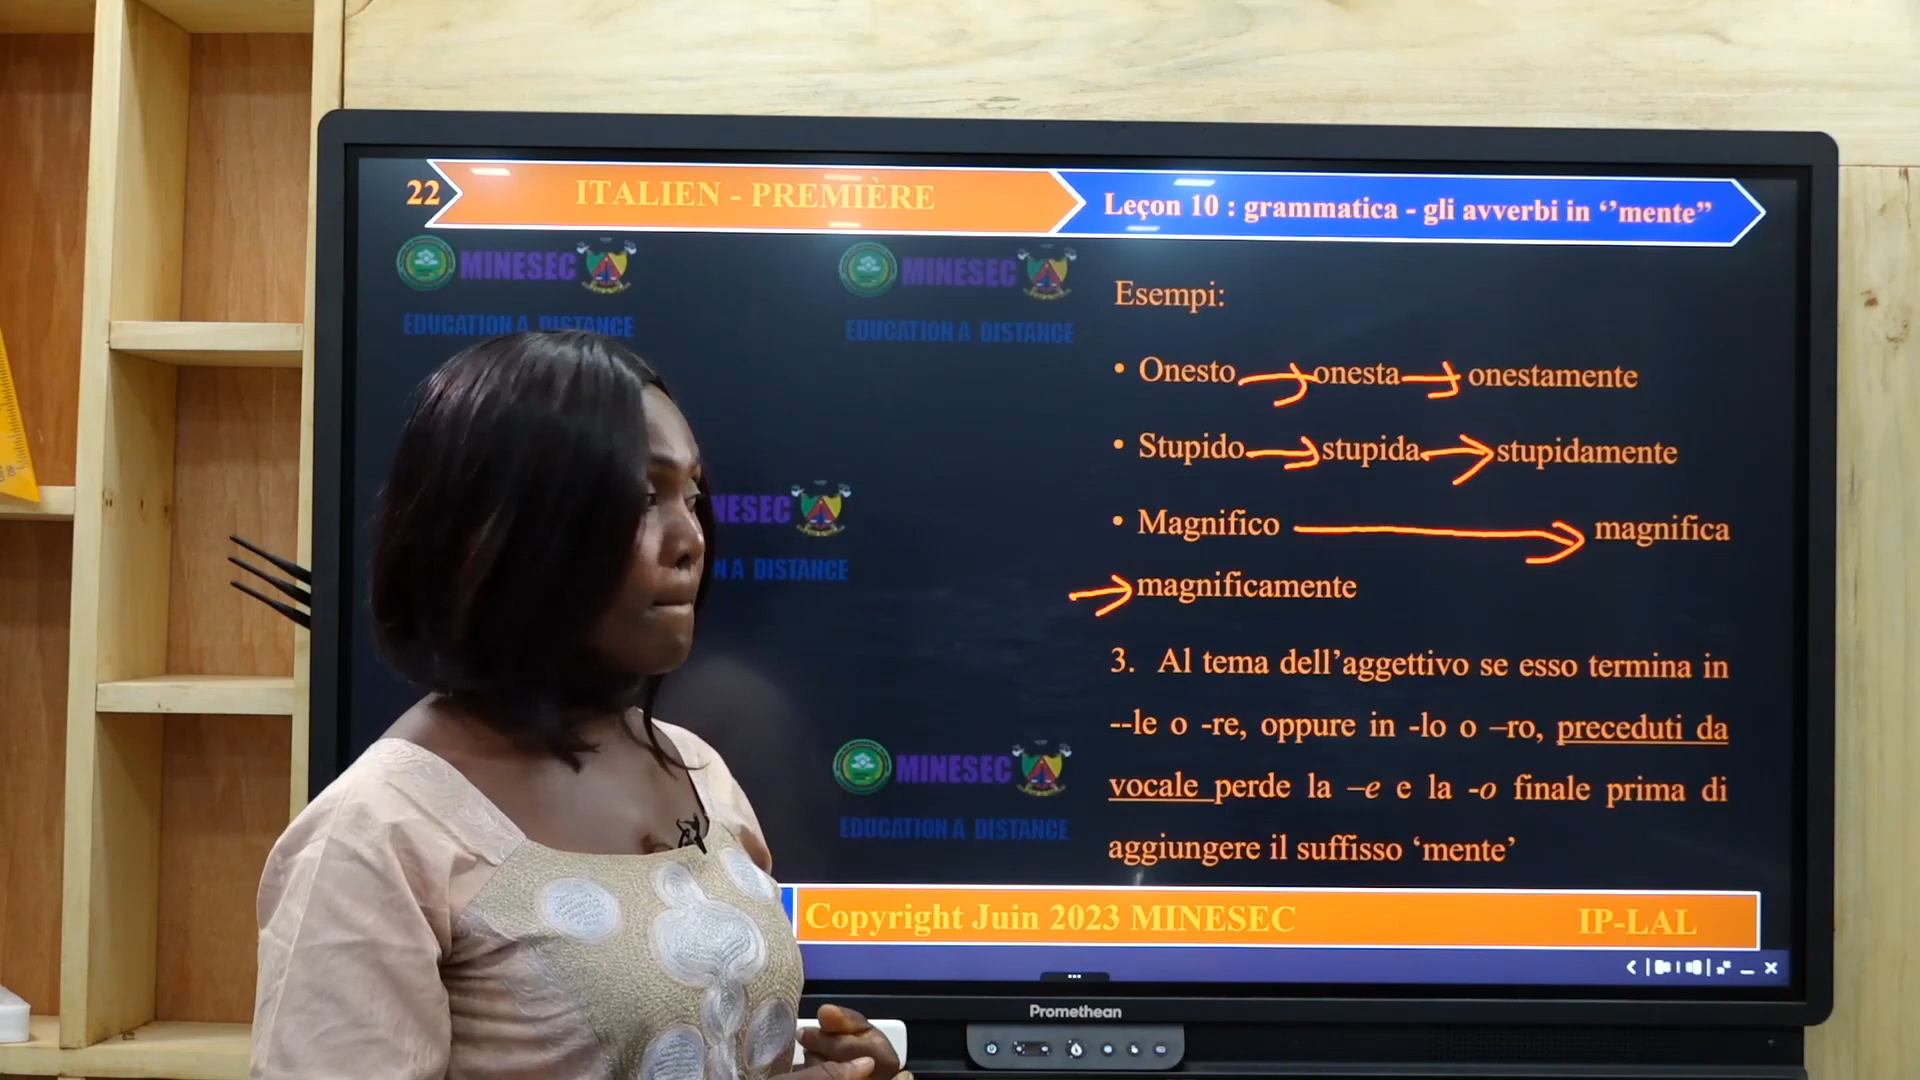 22
ITALIEN - PREMIÈRE
Leçon 10 : grammatica - gli avverbi in ‘’mente”
MINESEC
EDUCATION A DISTANCE
MINESEC
EDUCATION A DISTANCE
Esempi:
• Onesto onesta onestamente
• Stupido stupida stupidamente
• Magnifico magnifica
magnificamente
NESEC
N A DISTANCE
3. Al tema dell’aggettivo se esso termina in
--le o -re, oppure in -lo o –ro, preceduti da
vocale perde la –e e la -o finale prima di
aggiungere il suffisso ‘mente’
MINESEC
EDUCATION A DISTANCE
Copyright Juin 2023 MINESEC
IP-LAL
Promethean